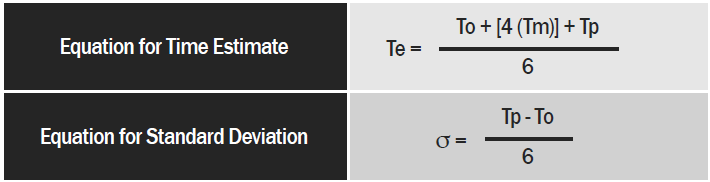 Equation for Time Estimate
Te = To + [4 (Tm)] + Tp
6
Equation for Standard Deviation
σ = Tp - To
6